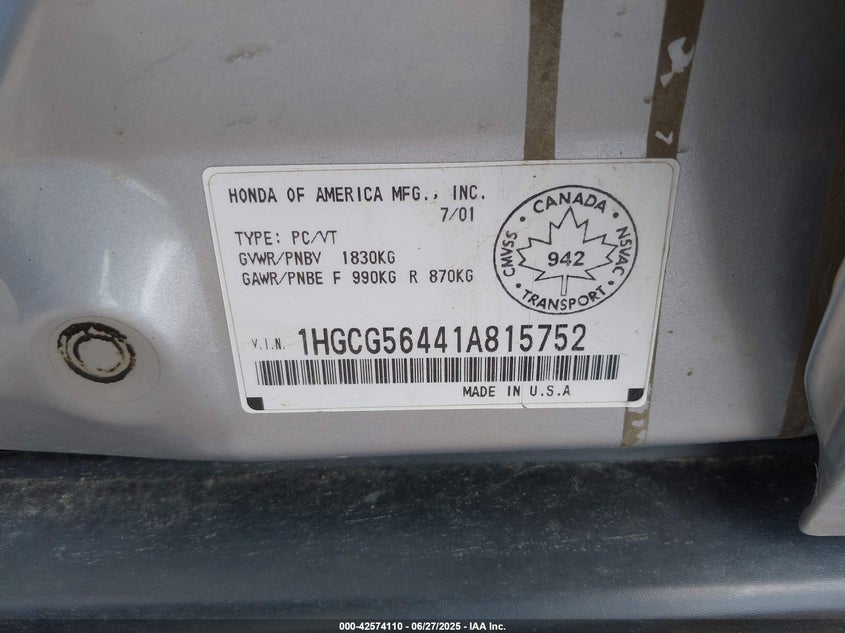 HONDA OF AMERICA MFG., INC.
7/01
TYPE: PC/VT
GVWR/PNBV 1830KG
GAWR/PNBE F 990KG R 870KG
CANADA
CMVSS
942
NSVAC
TRANSPORT
V.I.N. 1HGCG56441A815752
MADE IN U.S.A
000-42574110 - 06/27/2025 - IAA Inc.